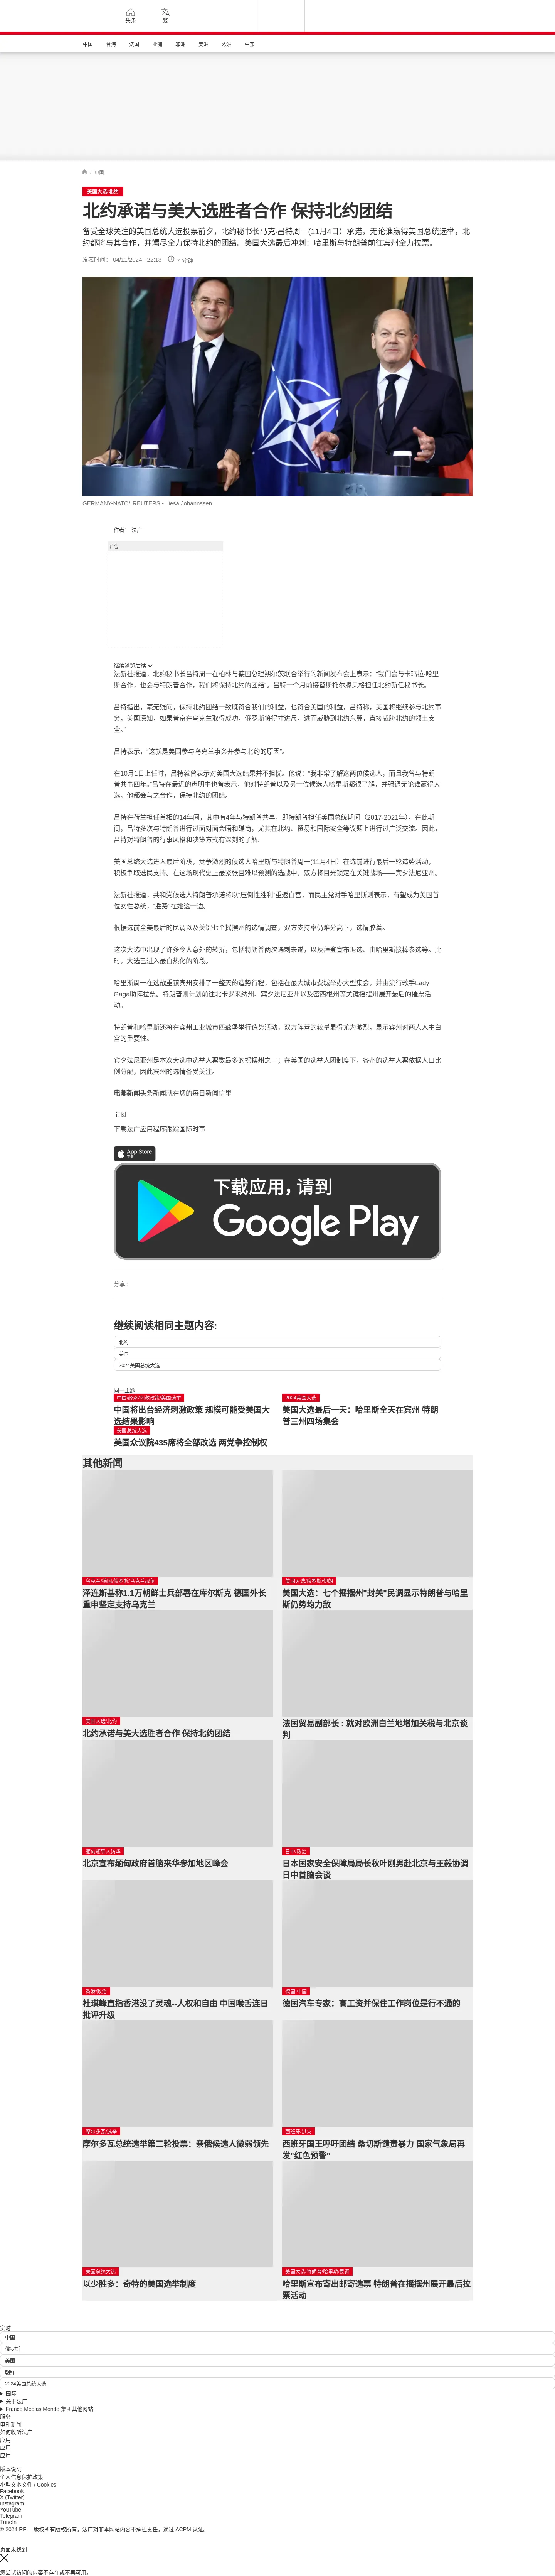 头条
繁
中国
台海
法国
亚洲
非洲
美洲
欧洲
中东
/ 中国
美国大选/北约
北约承诺与美大选胜者合作 保持北约团结
备受全球关注的美国总统大选投票前夕，北约秘书长马克·吕特周一(11月4日）承诺，无论谁赢得美国总统选举，北
约都将与其合作，并竭尽全力保持北约的团结。美国大选最后冲刺：哈里斯与特朗普前往宾州全力拉票。
发表时间： 04/11/2024 - 22:13
7 分钟
GERMANY-NATO/ REUTERS - Liesa Johannssen
作者： 法广
广告
继续浏览后续
法新社报道，北约秘书长吕特周一在柏林与德国总理朔尔茨联合举行的新闻发布会上表示：“我们会与卡玛拉·哈里
斯合作，也会与特朗普合作，我们将保持北约的团结”。吕特一个月前接替斯托尔滕贝格担任北约新任秘书长。
吕特指出，毫无疑问，保持北约团结一致既符合我们的利益，也符合美国的利益，吕特称，美国将继续参与北约事
务，美国深知，如果普京在乌克兰取得成功，俄罗斯将得寸进尺，进而威胁到北约东翼，直接威胁北约的领土安
全。”
吕特表示，“这就是美国参与乌克兰事务并参与北约的原因”。
在10月1日上任时，吕特就曾表示对美国大选结果并不担忧。他说：“我非常了解这两位候选人，而且我曾与特朗
普共事四年。”吕特在最近的声明中也曾表示，他对特朗普以及另一位候选人哈里斯都很了解，并强调无论谁赢得大
选，他都会与之合作，保持北约的团结。
吕特在荷兰担任首相的14年间，其中有4年与特朗普共事，即特朗普担任美国总统期间（2017-2021年）。在此期
间，吕特多次与特朗普进行过面对面会晤和磋商，尤其在北约、贸易和国际安全等议题上进行过广泛交流。因此，
吕特对特朗普的行事风格和决策方式有深刻的了解。
美国总统大选进入最后阶段，竞争激烈的候选人哈里斯与特朗普周一(11月4日）在选前进行最后一轮造势活动，
积极争取选民支持。在这场现代史上最紧张且难以预测的选战中，双方将目光锁定在关键战场——宾夕法尼亚州。
法新社报道，共和党候选人特朗普承诺将以“压倒性胜利”重返白宫，而民主党对手哈里斯则表示，有望成为美国首
位女性总统，“胜势”在她这一边。
根据选前全美最后的民调以及关键七个摇摆州的选情调查，双方支持率仍难分高下，选情胶着。
这次大选中出现了许多令人意外的转折，包括特朗普两次遇刺未遂，以及拜登宣布退选。由哈里斯接棒参选等。此
时，大选已进入最白热化的阶段。
哈里斯周一在选战重镇宾州安排了一整天的造势行程，包括在最大城市费城举办大型集会，并由流行歌手Lady
Gaga助阵拉票。特朗普则计划前往北卡罗来纳州、宾夕法尼亚州以及密西根州等关键摇摆州展开最后的催票活
动。
特朗普和哈里斯还将在宾州工业城市匹兹堡举行造势活动，双方阵营的较量显得尤为激烈，显示宾州对两人入主白
宫的重要性。
宾夕法尼亚州是本次大选中选举人票数最多的摇摆州之一；在美国的选举人团制度下，各州的选举人票依据人口比
例分配，因此宾州的选情备受关注。
电邮新闻头条新闻就在您的每日新闻信里
订阅
下载法广应用程序跟踪国际时事
App Store
下载
下载应用，请到
Google Play
分享 :
继续阅读相同主题内容:
北约
美国
2024美国总统大选
同一主题
中国/经济/刺激政策/美国选举
中国将出台经济刺激政策 规模可能受美国大
选结果影响
2024美国大选
美国大选最后一天：哈里斯全天在宾州 特朗
普三州四场集会
美国总统大选
美国众议院435席将全部改选 两党争控制权
其他新闻
乌克兰/德国/俄罗斯/乌克兰战争
泽连斯基称1.1万朝鲜士兵部署在库尔斯克 德国外长
重申坚定支持乌克兰
美国大选/俄罗斯/伊朗
美国大选：七个摇摆州"封关"民调显示特朗普与哈里
斯仍势均力敌
美国大选/北约
北约承诺与美大选胜者合作 保持北约团结
法国贸易副部长 : 就对欧洲白兰地增加关税与北京谈
判
缅甸领导人访华
北京宣布缅甸政府首脑来华参加地区峰会
日中/政治
日本国家安全保障局局长秋叶刚男赴北京与王毅协调
日中首脑会谈
香港/政治
杜琪峰直指香港没了灵魂--人权和自由 中国喉舌连日
批评升级
德国-中国
德国汽车专家：高工资并保住工作岗位是行不通的
摩尔多瓦/选举
摩尔多瓦总统选举第二轮投票：亲俄候选人微弱领先
西班牙/洪灾
西班牙国王呼吁团结 桑切斯谴责暴力 国家气象局再
发"红色预警"
美国总统大选
以少胜多：奇特的美国选举制度
美国大选/特朗普/哈里斯/民调
哈里斯宣布寄出邮寄选票 特朗普在摇摆州展开最后拉
票活动
实时
中国
俄罗斯
美国
朝鲜
2024美国总统大选
国际
关于法广
France Médias Monde 集团其他网站
服务
电邮新闻
如何收听法广
应用
应用
应用
版本说明
个人信息保护政策
小型文本文件 / Cookies
Facebook
X (Twitter)
Instagram
YouTube
Telegram
TuneIn
© 2024 RFI – 版权所有版权所有。法广对非本网站内容不承担责任。通过 ACPM 认证。
页面未找到
您尝试访问的内容不存在或不再可用。